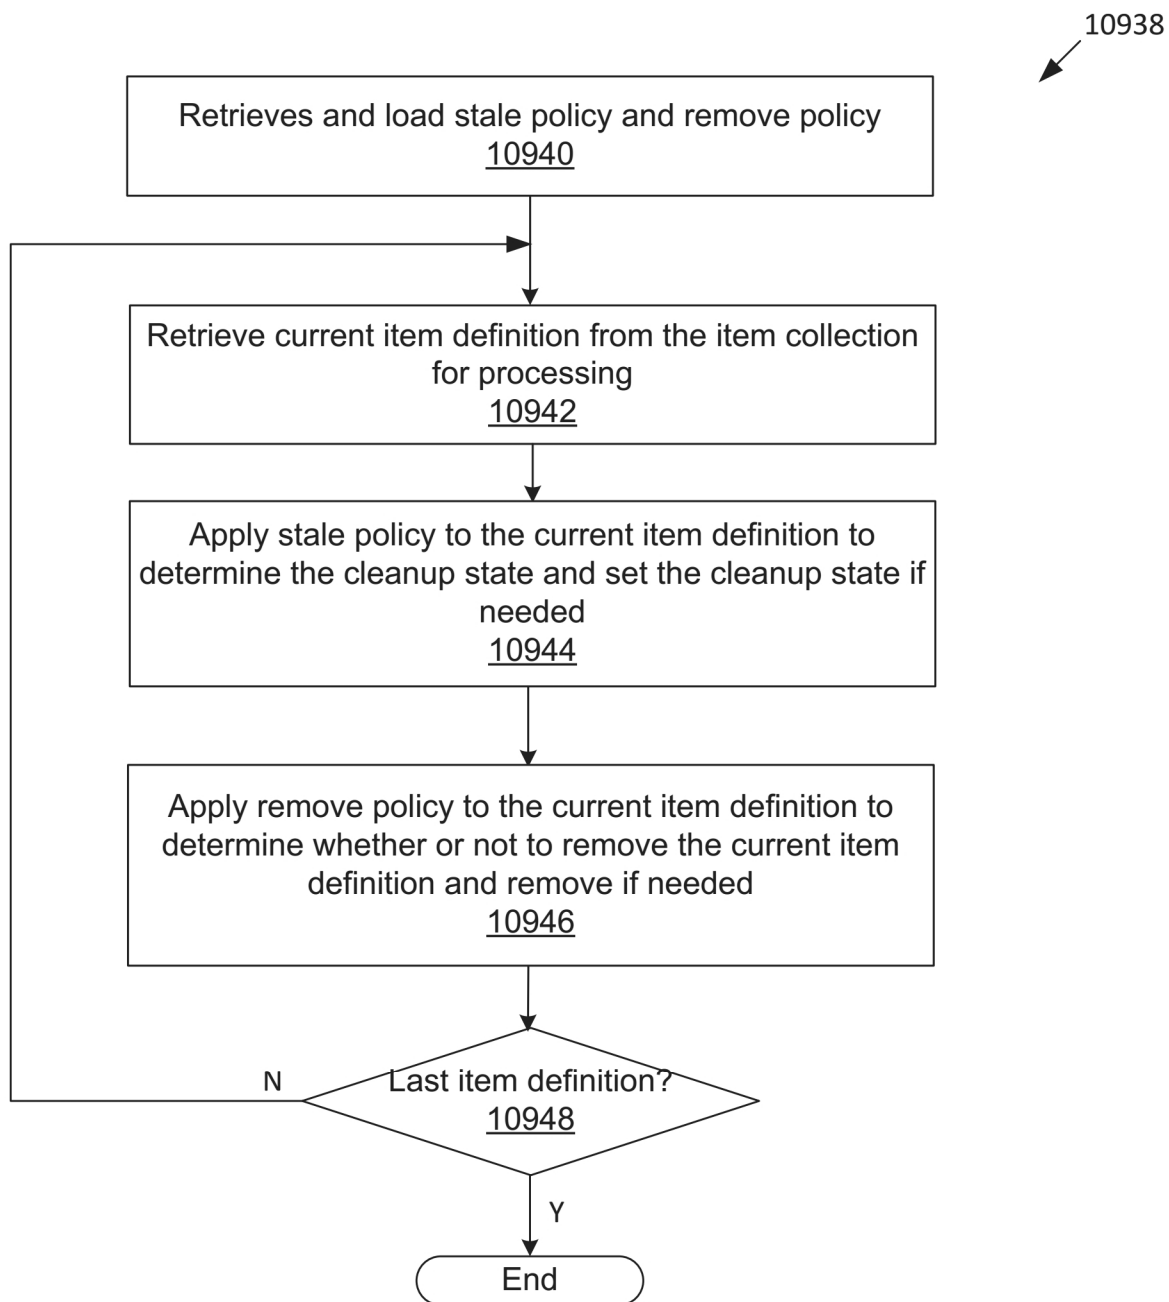 10938
Retrieves and load stale policy and remove policy
10940
Retrieve current item definition from the item collection
for processing
10942
Apply stale policy to the current item definition to
determine the cleanup state and set the cleanup state if
needed
10944
Apply remove policy to the current item definition to
determine whether or not to remove the current item
definition and remove if needed
10946
N
Last item definition?
10948
Y
End